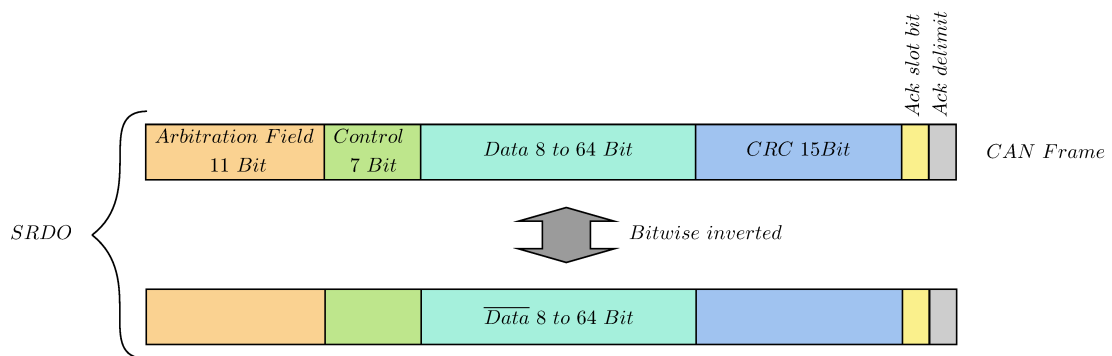 Ack slot bit
Ack delimit
Arbitration Field
11 Bit
Control
7 Bit
Data 8 to 64 Bit
CRC 15Bit
CAN Frame
SRDO
Bitwise inverted
D̅a̅t̅a̅ 8 to 64 Bit